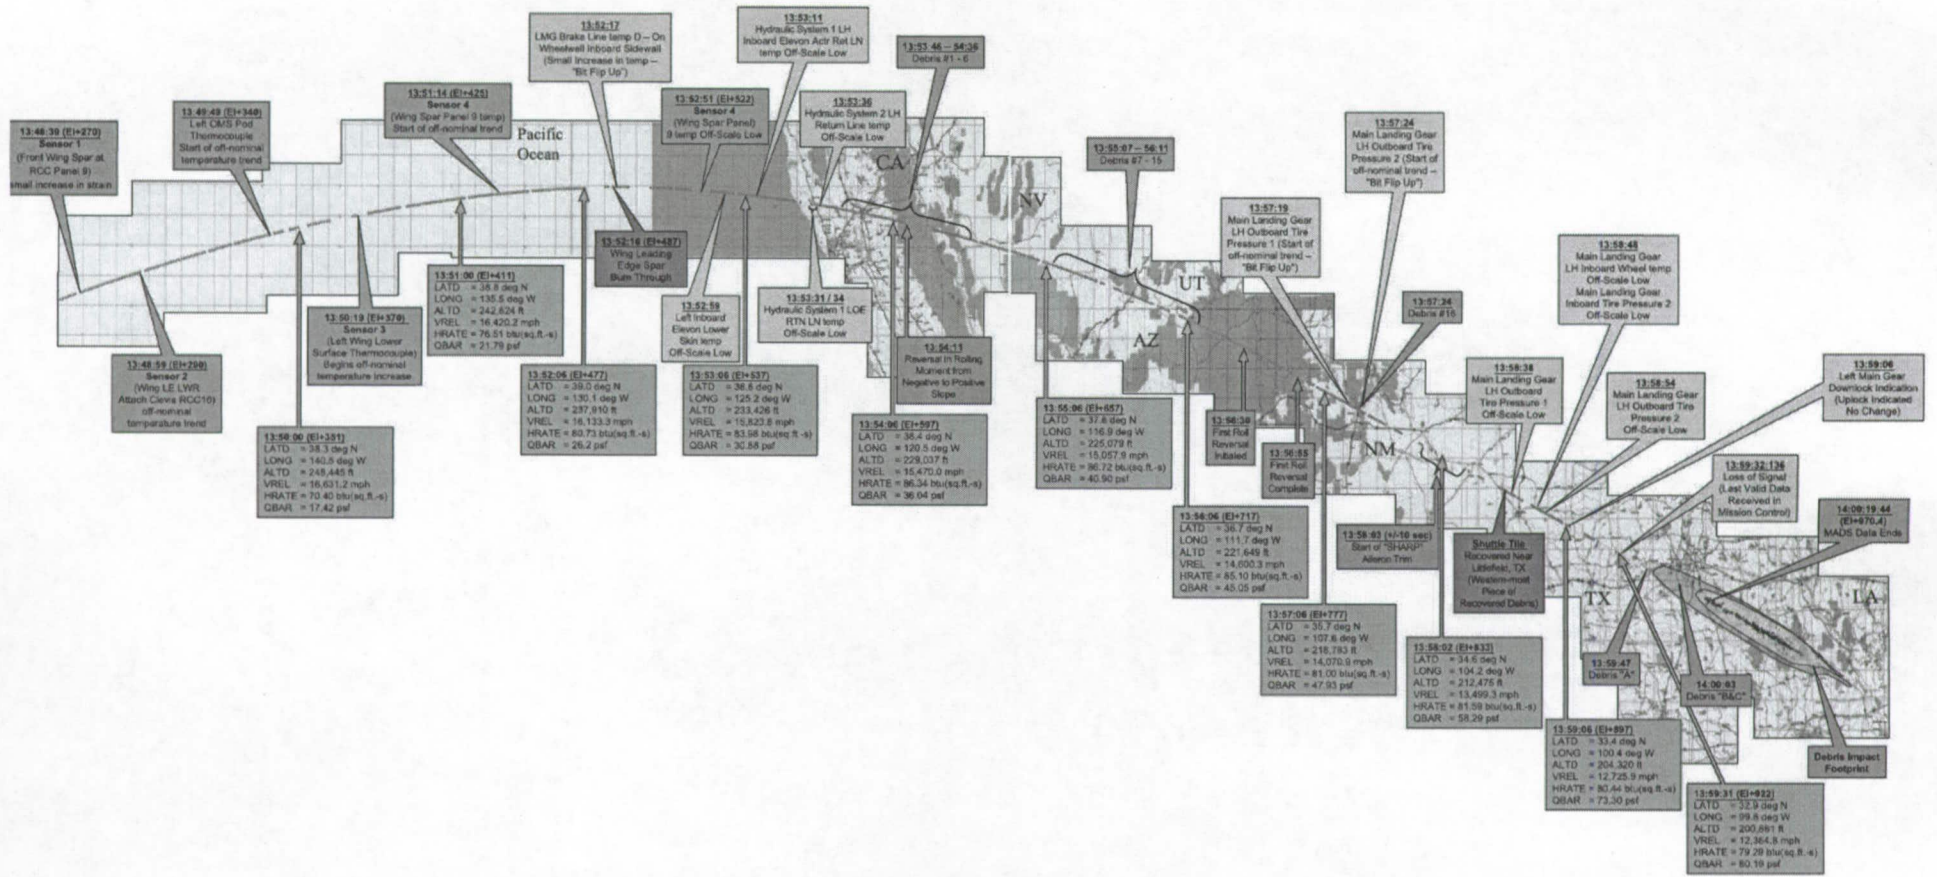 13:48:39 (EI+270)
Sensor 1
(Front Wing Spar at
RCC Panel 9)
small increase in strain
13:49:49 (EI+340)
Left OMS Pod
Thermocouple
Start of off-nominal
temperature trend
13:51:14 (EI+425)
Sensor 4
(Wing Spar Panel 9 temp)
Start of off-nominal trend
Pacific
Ocean
13:52:17
LMG Brake Line temp D – On
Wheelwell Inboard Sidewall
(Small Increase in temp –
"Bit Flip Up")
13:52:51 (EI+522)
Sensor 4
(Wing Spar Panel)
9 temp Off-Scale Low
13:53:11
Hydraulic System 1 LH
Inboard Elevon Actr Ret LN
temp Off-Scale Low
13:53:36
Hydraulic System 2 LH
Return Line temp
Off-Scale Low
13:53:46 – 54:36
Debris #1 - 6
CA
NV
13:55:07 – 56:11
Debris #7 - 15
UT
AZ
13:57:19
Main Landing Gear
LH Outboard Tire
Pressure 1 (Start of
off-nominal trend –
"Bit Flip Up")
13:57:24
Main Landing Gear
LH Outboard Tire
Pressure 2 (Start of
off-nominal trend –
"Bit Flip Up")
13:57:24
Debris #16
13:58:48
Main Landing Gear
LH Inboard Wheel temp
Off-Scale Low
Main Landing Gear
Inboard Tire Pressure 2
Off-Scale Low
13:58:38
Main Landing Gear
LH Outboard
Tire Pressure 1
Off-Scale Low
13:58:54
Main Landing Gear
LH Outboard Tire
Pressure 2
Off-Scale Low
13:59:06
Left Main Gear
Downlock Indication
(Uplock Indicated
No Change)
13:59:32:136
Loss of Signal
(Last Valid Data
Received in
Mission Control)
14:00:19.44
(EI+970.4)
MADS Data Ends
13:48:59 (EI+290)
Sensor 2
(Wing LE LWR
Attach Clevis RCC10)
off-nominal
temperature trend
13:50:00 (EI+351)
LATD = 38.3 deg N
LONG = 140.5 deg W
ALTD = 248,445 ft
VREL = 16,631.2 mph
HRATE = 70.40 btu(sq.ft.-s)
QBAR = 17.42 psf
13:50:19 (EI+370)
Sensor 3
(Left Wing Lower
Surface Thermocouple)
Begins off-nominal
temperature increase
13:51:00 (EI+411)
LATD = 38.8 deg N
LONG = 135.5 deg W
ALTD = 242,624 ft
VREL = 16,420.2 mph
HRATE = 76.51 btu(sq.ft.-s)
QBAR = 21.79 psf
13:52:06 (EI+477)
LATD = 39.0 deg N
LONG = 130.1 deg W
ALTD = 237,910 ft
VREL = 16,133.3 mph
HRATE = 80.73 btu(sq.ft.-s)
QBAR = 26.2 psf
13:52:16 (EI+487)
Wing Leading
Edge Spar
Burn Through
13:52:59
Left Inboard
Elevon Lower
Skin temp
Off-Scale Low
13:53:06 (EI+537)
LATD = 38.8 deg N
LONG = 125.2 deg W
ALTD = 233,426 ft
VREL = 15,823.8 mph
HRATE = 83.98 btu(sq.ft.-s)
QBAR = 30.88 psf
13:53:31 / 34
Hydraulic System 1 LOE
RTN LN temp
Off-Scale Low
13:54:11
Reversal in Rolling
Moment from
Negative to Positive
Slope
13:54:06 (EI+597)
LATD = 38.4 deg N
LONG = 120.5 deg W
ALTD = 229,037 ft
VREL = 15,470.0 mph
HRATE = 86.34 btu(sq.ft.-s)
QBAR = 36.04 psf
13:55:06 (EI+657)
LATD = 37.8 deg N
LONG = 116.9 deg W
ALTD = 225,079 ft
VREL = 15,057.9 mph
HRATE = 86.72 btu(sq.ft.-s)
QBAR = 40.90 psf
13:56:30
First Roll
Reversal
Initiated
13:56:55
First Roll
Reversal
Complete
13:56:06 (EI+717)
LATD = 36.7 deg N
LONG = 111.7 deg W
ALTD = 221,649 ft
VREL = 14,600.3 mph
HRATE = 85.10 btu(sq.ft.-s)
QBAR = 45.05 psf
NM
13:57:06 (EI+777)
LATD = 35.7 deg N
LONG = 107.6 deg W
ALTD = 218,783 ft
VREL = 14,070.9 mph
HRATE = 81.00 btu(sq.ft.-s)
QBAR = 47.93 psf
13:58:03 (+/-10 sec)
Start of "SHARP"
Aileron Trim
13:58:02 (EI+833)
LATD = 34.6 deg N
LONG = 104.2 deg W
ALTD = 212,475 ft
VREL = 13,499.3 mph
HRATE = 81.59 btu(sq.ft.-s)
QBAR = 58.29 psf
Shuttle Tile
Recovered Near
Littlefield, TX
(Western-most
Piece of
Recovered Debris)
TX
LA
13:59:06 (EI+897)
LATD = 33.4 deg N
LONG = 100.4 deg W
ALTD = 204,320 ft
VREL = 12,725.9 mph
HRATE = 80.44 btu(sq.ft.-s)
QBAR = 73.30 psf
13:59:47
Debris "A"
14:00:03
Debris "B&C"
Debris Impact
Footprint
13:59:31 (EI+922)
LATD = 32.9 deg N
LONG = 99.8 deg W
ALTD = 200,881 ft
VREL = 12,364.8 mph
HRATE = 79.29 btu(sq.ft.-s)
QBAR = 80.19 psf